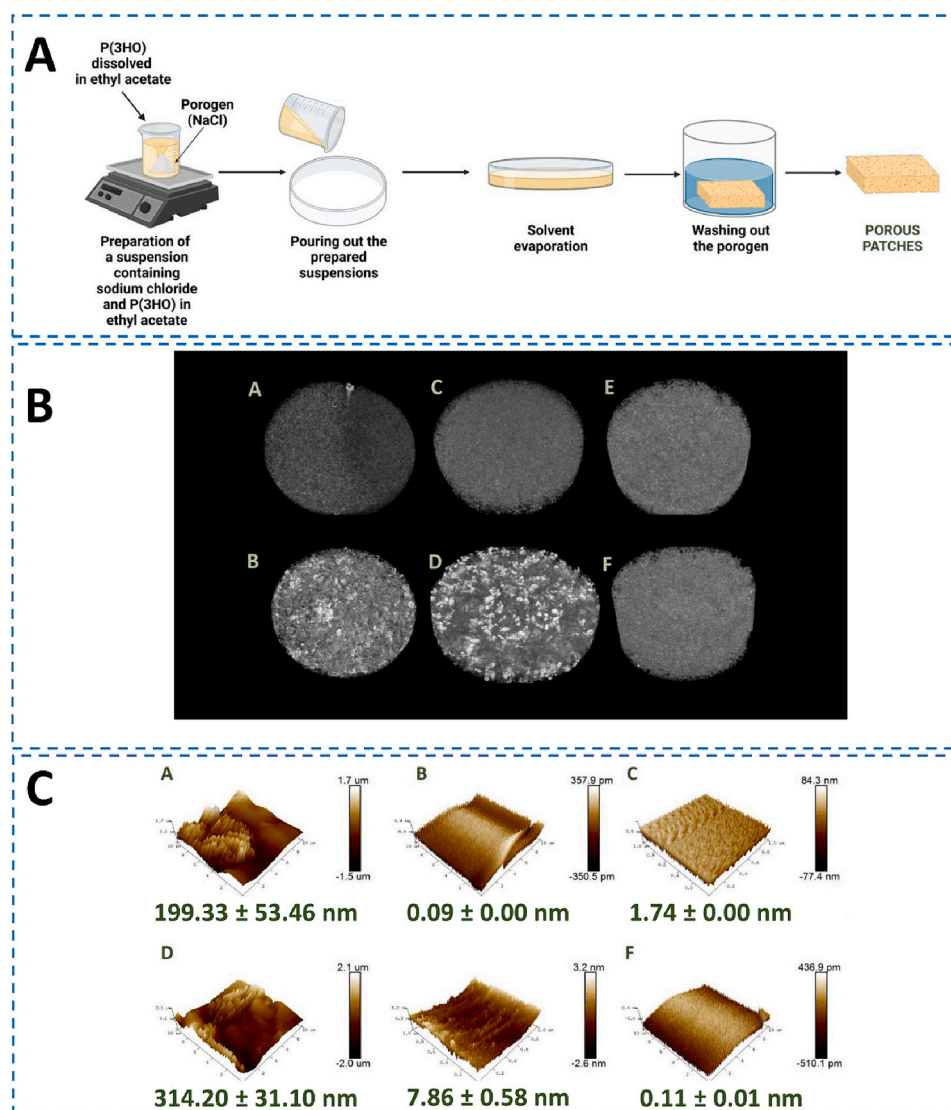 A
P(3HO)
dissolved
in ethyl acetate
Porogen
(NaCl)
Preparation of
a suspension
containing
sodium chloride
and P(3HO) in
ethyl acetate
Pouring out the
prepared
suspensions
Solvent
evaporation
Washing out
the porogen
POROUS
PATCHES
B
A
C
E
B
D
F
C
A
1.7 um
-1.5 um
199.33 ± 53.46 nm
B
357.9 pm
-350.5 pm
0.09 ± 0.00 nm
C
84.3 nm
-77.4 nm
1.74 ± 0.00 nm
D
2.1 um
-2.0 um
314.20 ± 31.10 nm
3.2 nm
-2.6 nm
7.86 ± 0.58 nm
F
436.9 pm
-510.1 pm
0.11 ± 0.01 nm